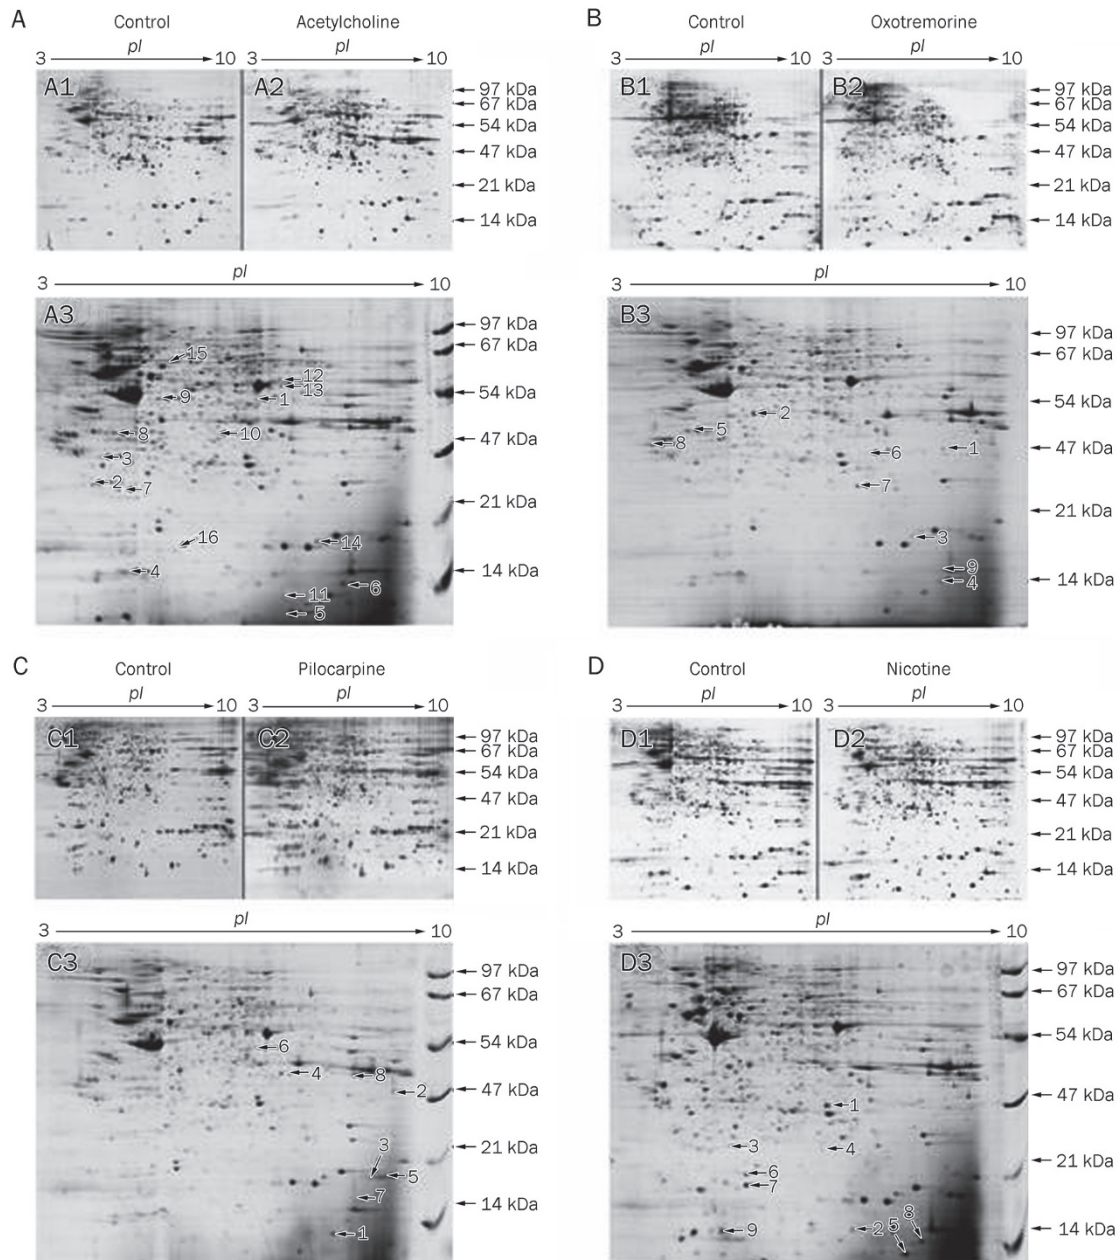 A
Control
Acetylcholine
pI
pI
3
10
3
10
A1
A2
97 kDa
67 kDa
54 kDa
47 kDa
21 kDa
14 kDa
pI
3
10
A3
97 kDa
67 kDa
54 kDa
47 kDa
21 kDa
14 kDa
15
12
13
9
1
8
10
3
2
7
16
14
4
6
11
5
B
Control
Oxotremorine
pI
pI
3
10
3
10
B1
B2
97 kDa
67 kDa
54 kDa
47 kDa
21 kDa
14 kDa
pI
3
10
B3
97 kDa
67 kDa
54 kDa
47 kDa
21 kDa
14 kDa
2
5
8
1
6
7
3
9
4
C
Control
Pilocarpine
pI
pI
3
10
3
10
C1
C2
97 kDa
67 kDa
54 kDa
47 kDa
21 kDa
14 kDa
pI
3
10
C3
97 kDa
67 kDa
54 kDa
47 kDa
21 kDa
14 kDa
6
4
8
2
3
5
7
1
D
Control
Nicotine
pI
pI
3
10
3
10
D1
D2
97 kDa
67 kDa
54 kDa
47 kDa
21 kDa
14 kDa
pI
3
10
D3
97 kDa
67 kDa
54 kDa
47 kDa
21 kDa
14 kDa
1
3
4
6
7
8
9
2
5